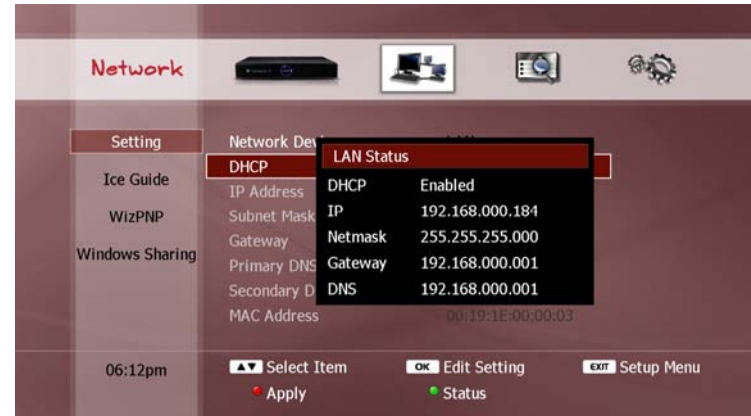 Network
Setting
Ice Guide
WizPNP
Windows Sharing
Network Dev
DHCP
IP Address
Subnet Mask
Gateway
Primary DNS
Secondary D
MAC Address
00:19:1E:00:00:03
LAN Status
DHCP Enabled
IP 192.168.000.184
Netmask 255.255.255.000
Gateway 192.168.000.001
DNS 192.168.000.001
06:12pm
▲▼ Select Item OK Edit Setting EXIT Setup Menu
Apply Status